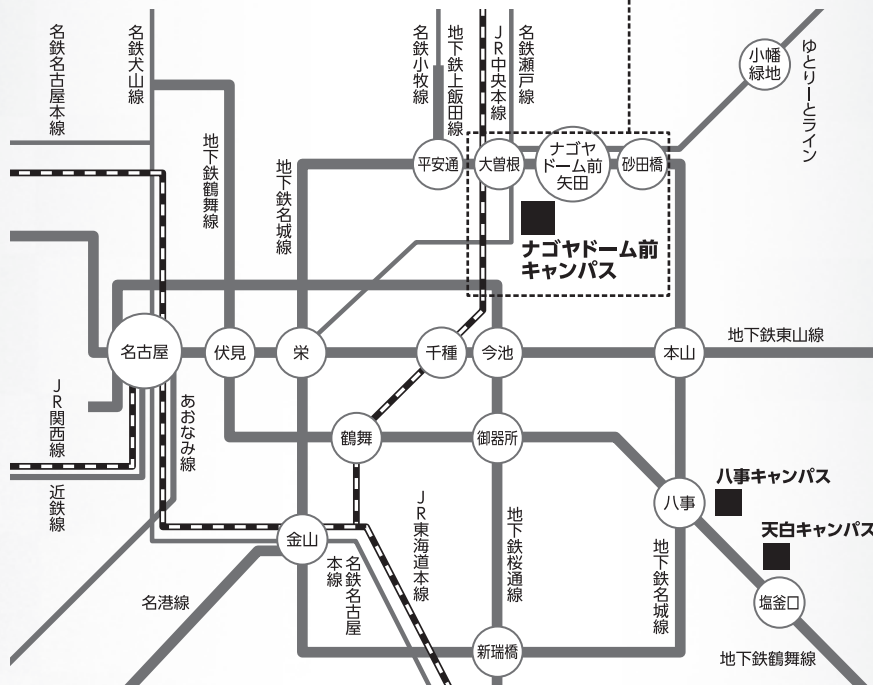 名鉄名古屋本線
名鉄犬山線
地下鉄鶴舞線
地下鉄名城線
名鉄小牧線
地下鉄上飯田線
JR中央本線
名鉄瀬戸線
小幡
緑地
ゆとりーとライン
平安通
大曽根
ナゴヤ
ドーム前
矢田
砂田橋
ナゴヤドーム前
キャンパス
名古屋
伏見
栄
千種
今池
本山
地下鉄東山線
JR関西線
近鉄線
あおなみ線
鶴舞
御器所
八事
八事キャンパス
天白キャンパス
塩釜口
地下鉄鶴舞線
金山
名港線
名鉄名古屋
本線
JR東海道本線
地下鉄桜通線
地下鉄名城線
新瑞橋